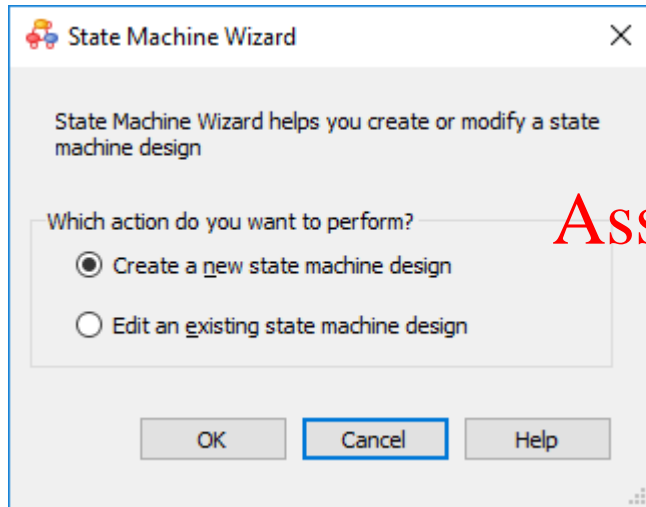 State Machine Wizard
State Machine Wizard helps you create or modify a state
machine design
Which action do you want to perform?
Ass
Create a new state machine design
Edit an existing state machine design
OK Cancel Help